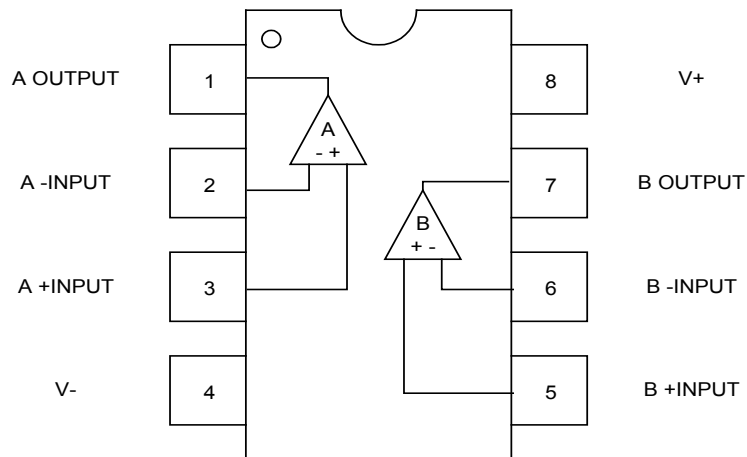 A OUTPUT 1 8 V+
A
- +
A -INPUT 2 7 B OUTPUT
B
+ -
A +INPUT 3 6 B -INPUT
V- 4 5 B +INPUT